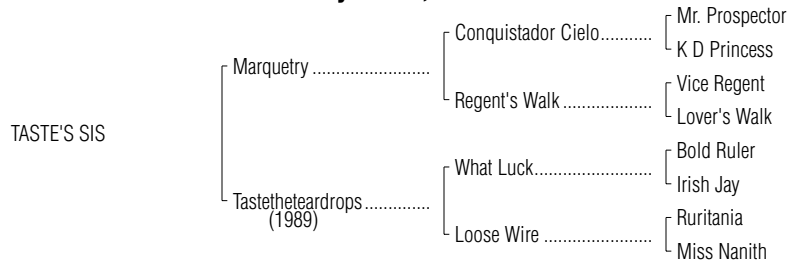 Mr. Prospector
Conquistador Cielo...........
K D Princess
Marquetry ........................
Vice Regent
Regent's Walk ..................
Lover's Walk
TASTE'S SIS
Bold Ruler
What Luck........................
Irish Jay
Tastetheteardrops .............
(1989)
Ruritania
Loose Wire ......................
Miss Nanith